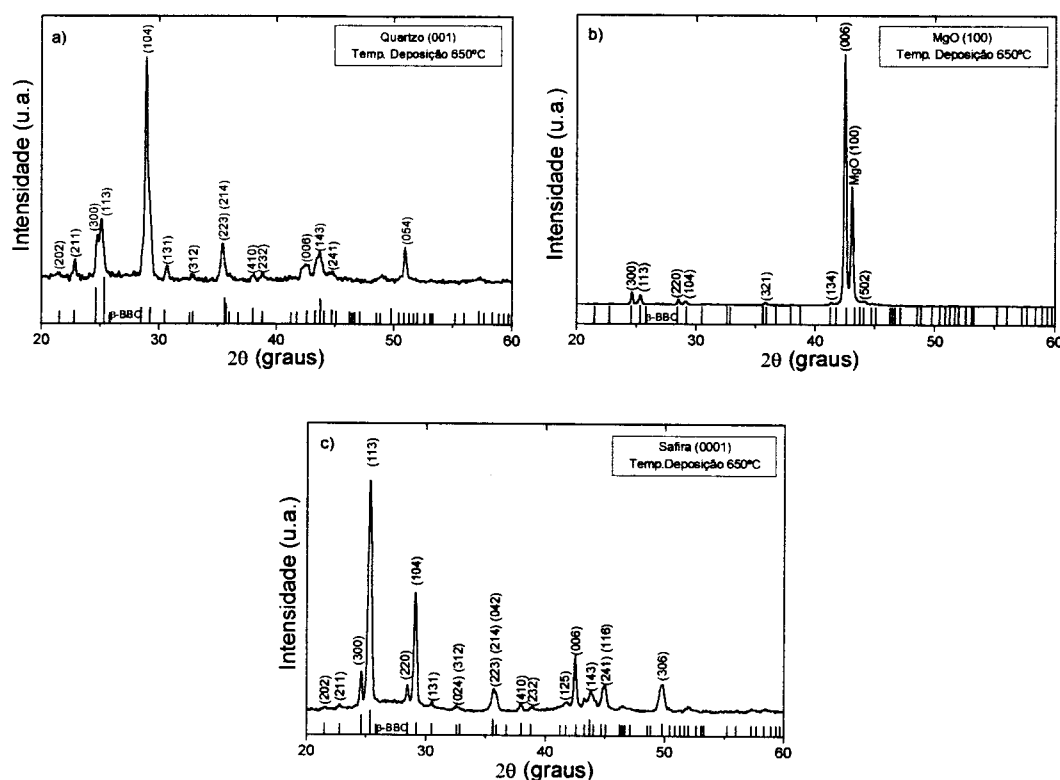 a)
Quartzo (001)
Temp. Deposição 650ºC
Intensidade (u.a.)
(202)
(211)
(300)
(113)
(104)
(131)
(312)
(223) (214)
(410)
(232)
(006)
(143)
(241)
(054)
β-BBO
20 30 40 50 60
2θ (graus)
b)
MgO (100)
Temp. Deposição 650ºC
Intensidade (u.a.)
(300)
(113)
(220)
(104)
(321)
(134)
(006)
MgO (100)
(502)
β-BBO
20 30 40 50 60
2θ (graus)
c)
Safira (0001)
Temp.Deposição 650ºC
Intensidade (u.a.)
(202)
(211)
(300)
(113)
(220)
(104)
(131)
(024) (312)
(223) (214) (042)
(410)
(232)
(125)
(006)
(143)
(241) (116)
(306)
β-BBO
20 30 40 50 60
2θ (graus)